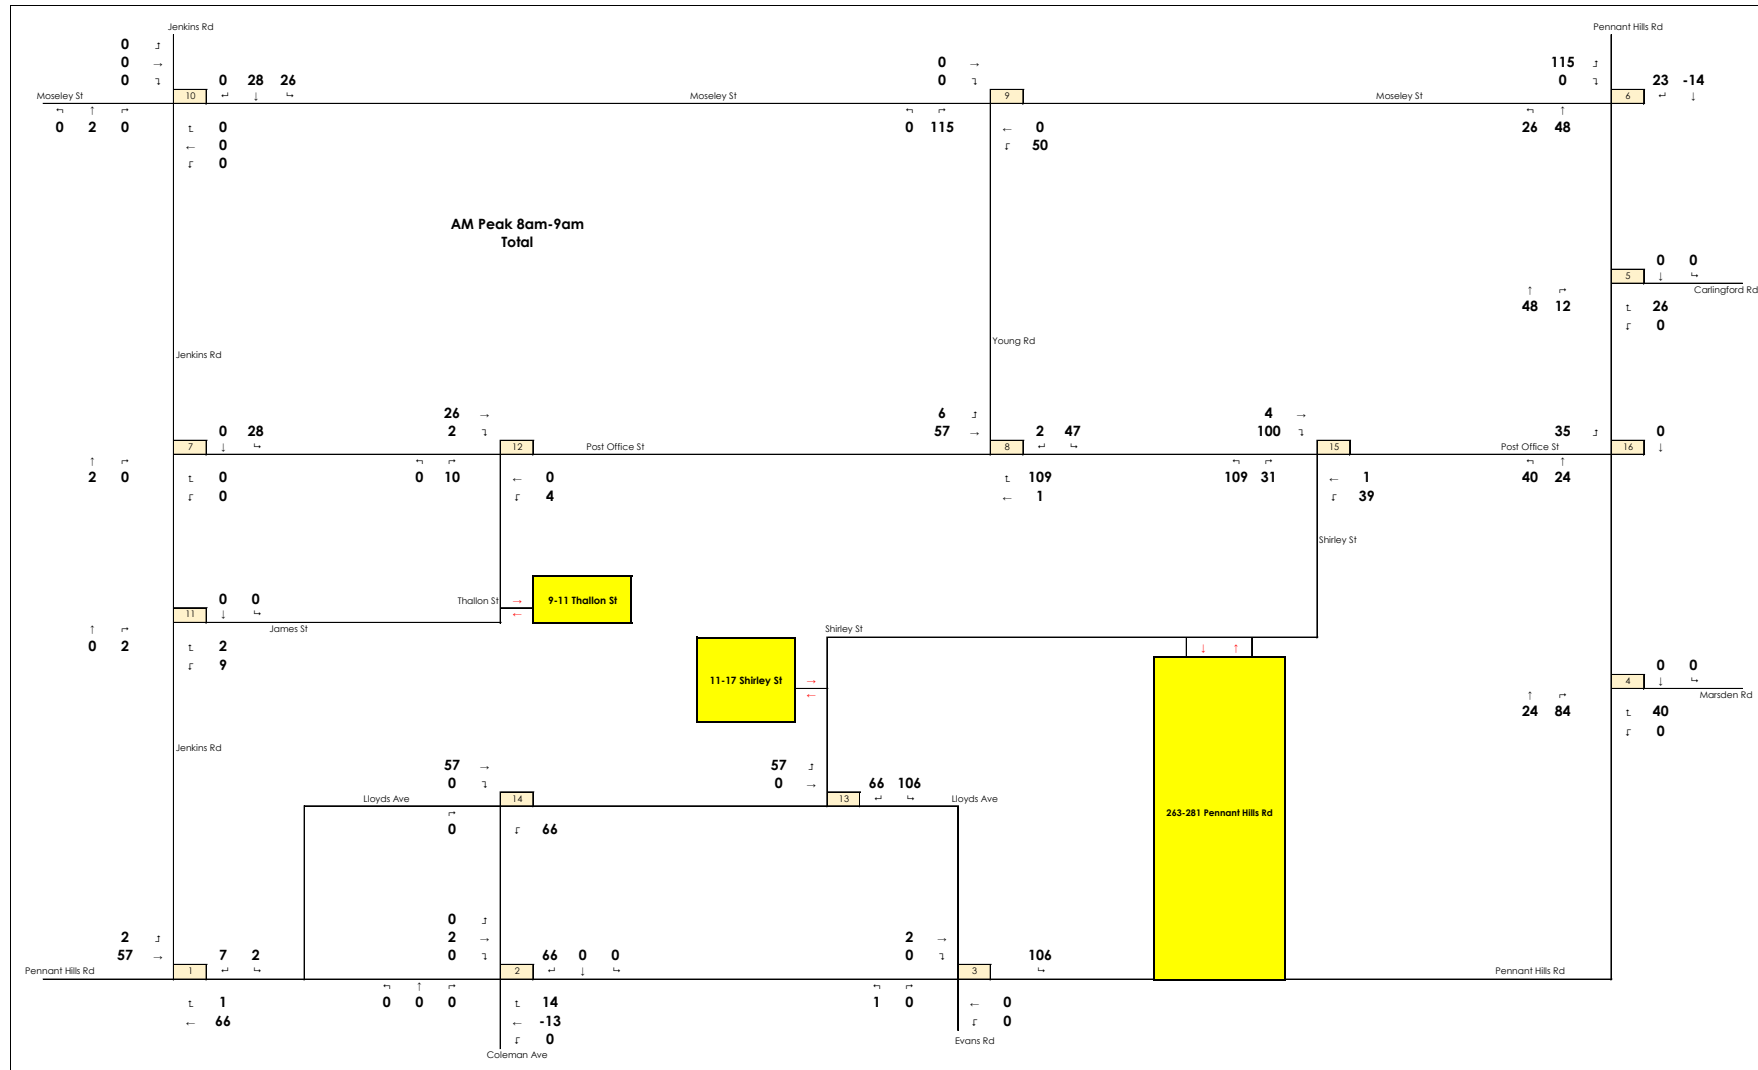 Jenkins Rd Pennant Hills Rd
0 ↱
0 → 0 → 115 ↱
0 ↴ 0 28 26 0 ↴ 0 ↴ 23 -14
Moseley St 10 ↵ ↓ ↳ Moseley St 9 Moseley St 6 ↵ ↓
↰ ↑ ↱ ↰ ↱ ↰ ↑
0 2 0 ↥ 0 0 115 ← 0 26 48
← 0 ↲ 50
↲ 0
AM Peak 8am-9am
Total
0 0
5 ↓ ↳
Carlingford Rd
↑ ↱
48 12 ↥ 26
↲ 0
Jenkins Rd Young Rd
26 → 6 ↱ 4 →
0 28 2 ↴ 57 → 2 47 100 ↴ 35 ↱ 0
7 ↓ ↳ 12 Post Office St 8 ↵ ↳ 15 Post Office St 16 ↓
↑ ↱ ↰ ↱ ↰ ↱ ↰ ↑
2 0 ↥ 0 0 10 ← 0 ↥ 109 109 31 ← 1 40 24
↲ 0 ↲ 4 ← 1 ↲ 39
Shirley St
0 0 Thallon St → 9-11 Thallon St
11 ↓ ↳ ←
James St Shirley St
↑ ↱
0 2 ↥ 2 ↓ ↑
↲ 9
0 0
11-17 Shirley St → 4 ↓ ↳
← Marsden Rd
↑ ↱
24 84 ↥ 40
↲ 0
Jenkins Rd
57 → 57 ↱
0 ↴ 0 → 66 106
Lloyds Ave 14 13 ↵ ↳ Lloyds Ave
↱ 263-281 Pennant Hills Rd
0 ↲ 66
0 ↱
2 ↱ 2 → 2 →
57 → 7 2 0 ↴ 66 0 0 0 ↴ 106
Pennant Hills Rd 1 ↵ ↳ 2 ↵ ↓ ↳ 3 ↳ Pennant Hills Rd
↰ ↑ ↱ ↰ ↱
↥ 1 0 0 0 ↥ 14 1 0 ← 0
← 66 ← -13 ↲ 0
↲ 0 Evans Rd
Coleman Ave